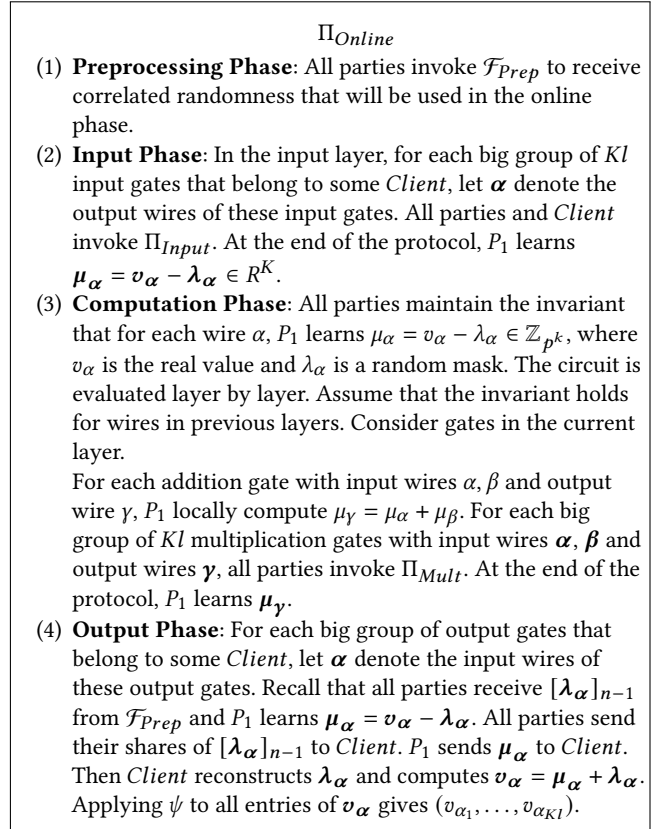 Π_Online
(1) Preprocessing Phase: All parties invoke ℱ_Prep to receive
correlated randomness that will be used in the online
phase.
(2) Input Phase: In the input layer, for each big group of Kl
input gates that belong to some Client, let α denote the
output wires of these input gates. All parties and Client
invoke Π_Input. At the end of the protocol, P₁ learns
μ_α = v_α − λ_α ∈ R^K.
(3) Computation Phase: All parties maintain the invariant
that for each wire α, P₁ learns μ_α = v_α − λ_α ∈ ℤ_{p^k}, where
v_α is the real value and λ_α is a random mask. The circuit is
evaluated layer by layer. Assume that the invariant holds
for wires in previous layers. Consider gates in the current
layer.
For each addition gate with input wires α, β and output
wire γ, P₁ locally compute μ_γ = μ_α + μ_β. For each big
group of Kl multiplication gates with input wires α, β and
output wires γ, all parties invoke Π_Mult. At the end of the
protocol, P₁ learns μ_γ.
(4) Output Phase: For each big group of output gates that
belong to some Client, let α denote the input wires of
these output gates. Recall that all parties receive [λ_α]_{n−1}
from ℱ_Prep and P₁ learns μ_α = v_α − λ_α. All parties send
their shares of [λ_α]_{n−1} to Client. P₁ sends μ_α to Client.
Then Client reconstructs λ_α and computes v_α = μ_α + λ_α.
Applying ψ to all entries of v_α gives (v_{α₁}, . . . , v_{α_{Kl}}).